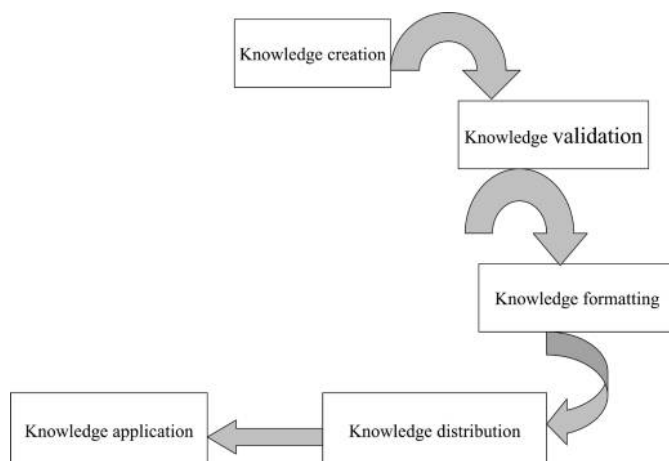 Knowledge creation
Knowledge validation
Knowledge formatting
Knowledge application
Knowledge distribution